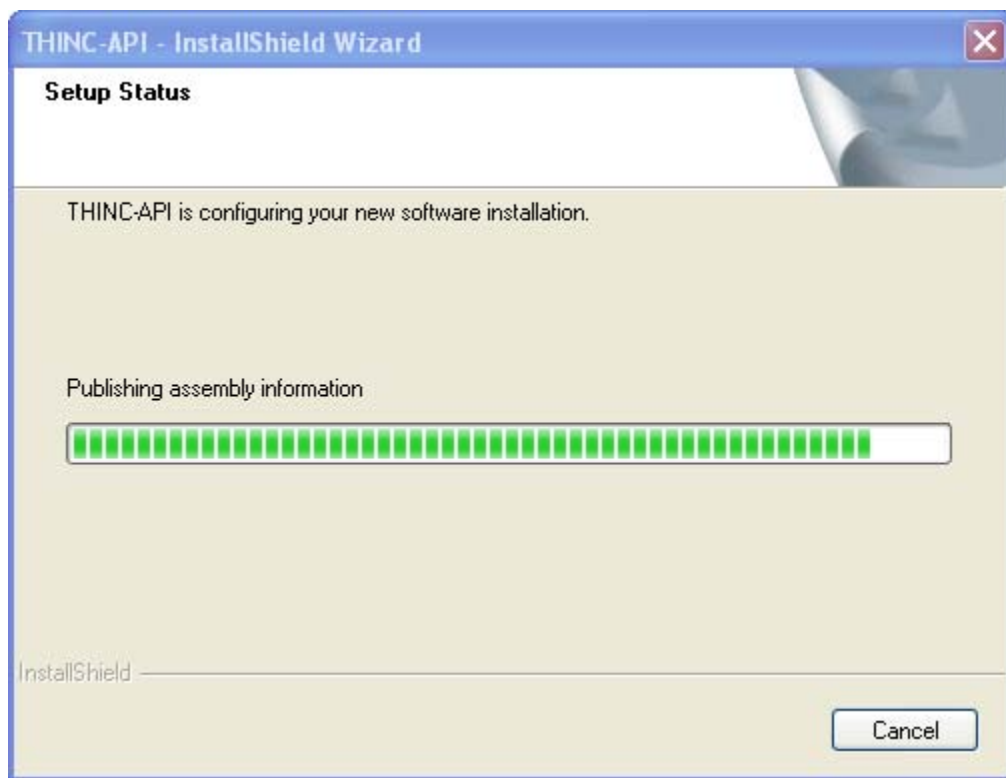 THINC-API - InstallShield Wizard
Setup Status
THINC-API is configuring your new software installation.
Publishing assembly information
InstallShield
Cancel